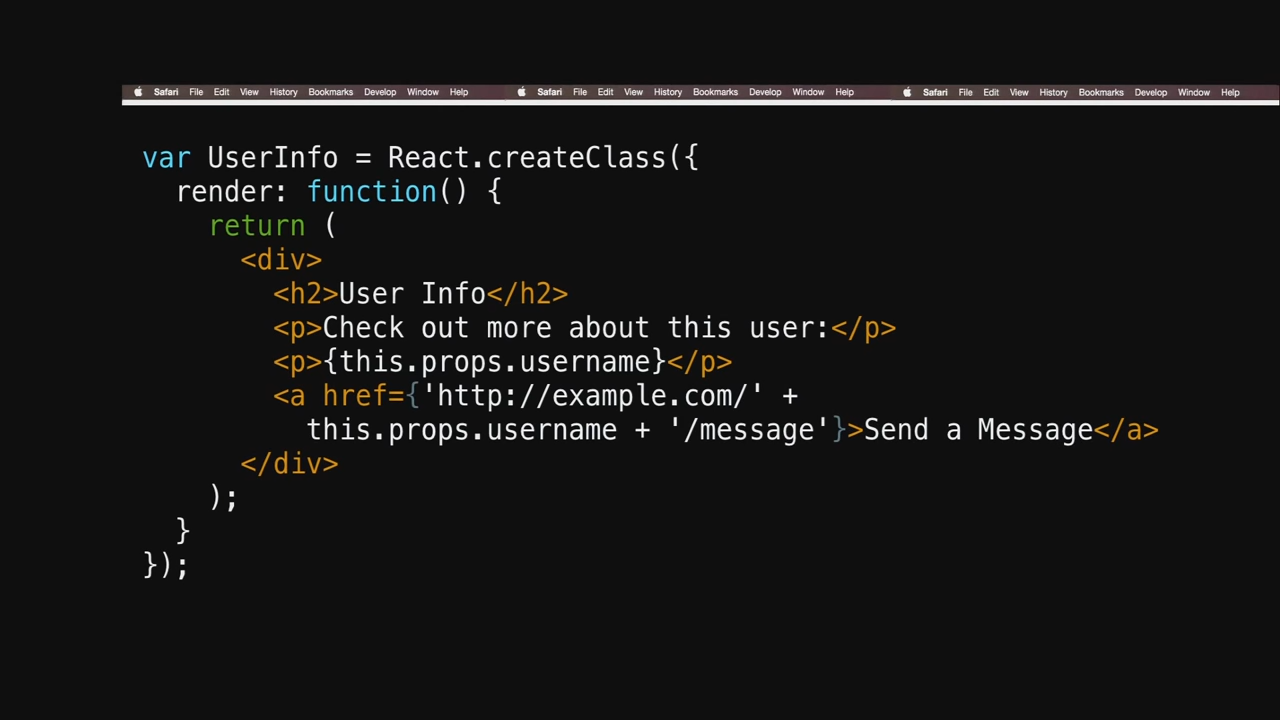 Safari File Edit View History Bookmarks Develop Window Help Safari File Edit View History Bookmarks Develop Window Help Safari File Edit View History Bookmarks Develop Window Help
var UserInfo = React.createClass({
  render: function() {
    return (
      <div>
        <h2>User Info</h2>
        <p>Check out more about this user:</p>
        <p>{this.props.username}</p>
        <a href={'http://example.com/' +
          this.props.username + '/message'}>Send a Message</a>
      </div>
    );
  }
});